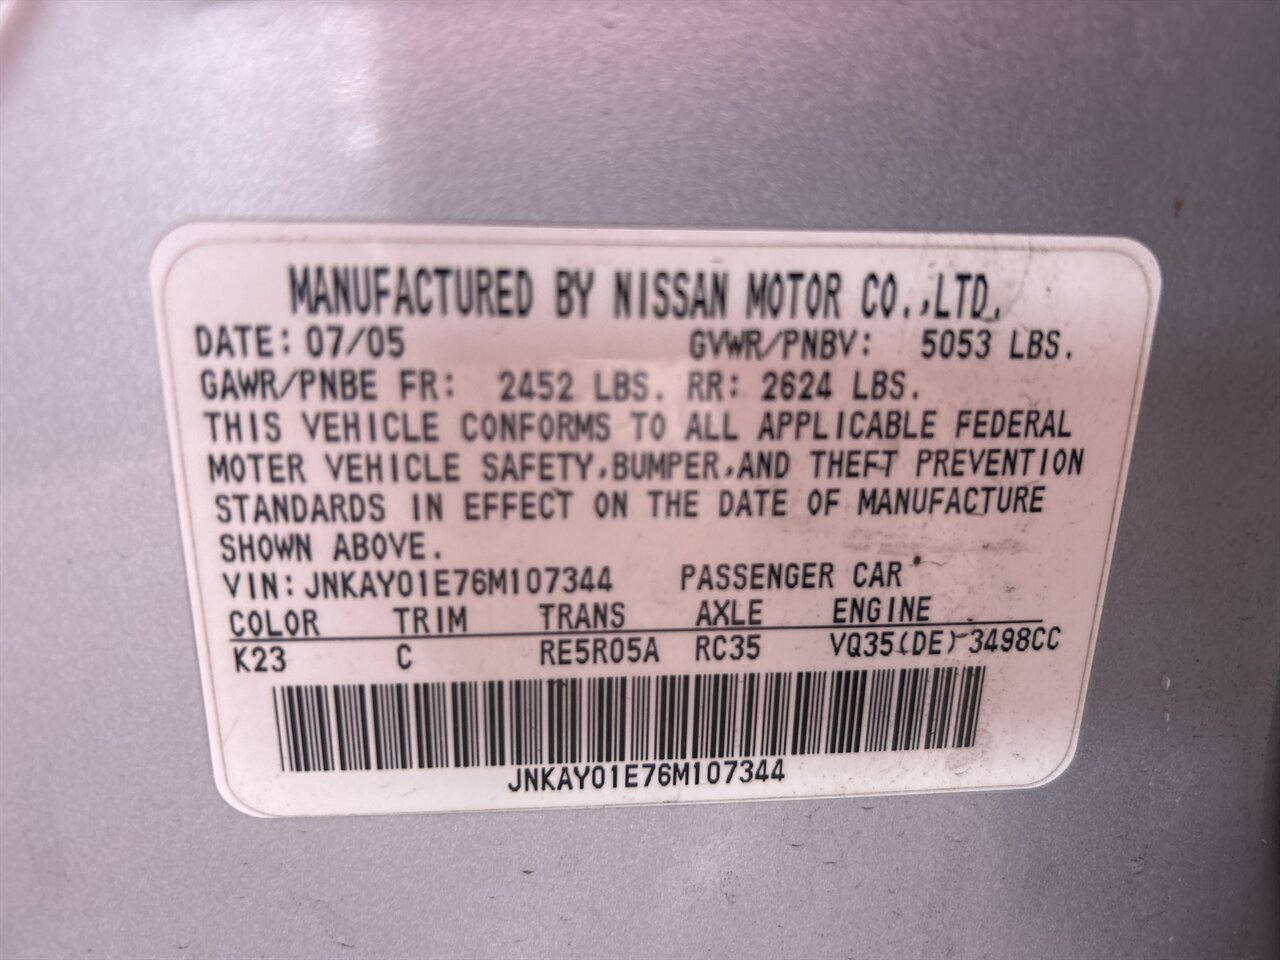 MANUFACTURED BY NISSAN MOTOR CO.,LTD.
DATE: 07/05 GVWR/PNBV: 5053 LBS.
GAWR/PNBE FR: 2452 LBS. RR: 2624 LBS.
THIS VEHICLE CONFORMS TO ALL APPLICABLE FEDERAL
MOTER VEHICLE SAFETY,BUMPER,AND THEFT PREVENTION
STANDARDS IN EFFECT ON THE DATE OF MANUFACTURE
SHOWN ABOVE.
VIN: JNKAY01E76M107344 PASSENGER CAR
COLOR TRIM TRANS AXLE ENGINE
K23 C RE5R05A RC35 VQ35(DE) 3498CC
JNKAY01E76M107344